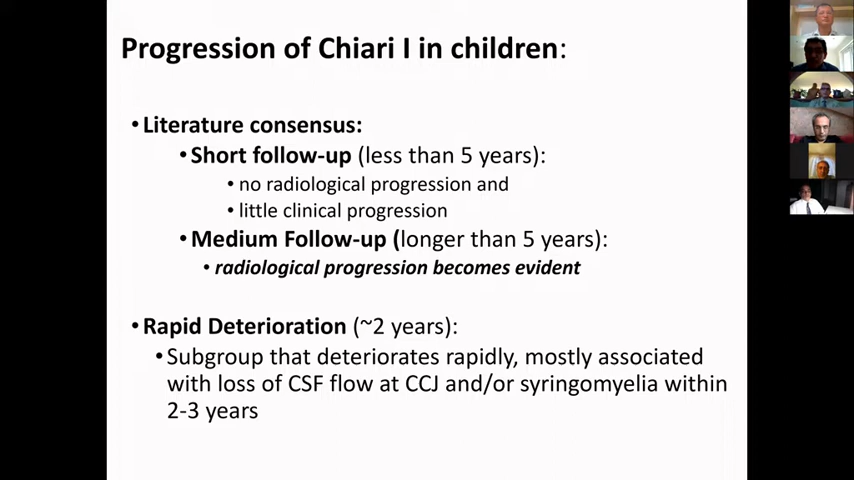 Progression of Chiari I in children:
• Literature consensus:
• Short follow-up (less than 5 years):
• no radiological progression and
• little clinical progression
• Medium Follow-up (longer than 5 years):
• radiological progression becomes evident
• Rapid Deterioration (~2 years):
• Subgroup that deteriorates rapidly, mostly associated
with loss of CSF flow at CCJ and/or syringomyelia within
2-3 years